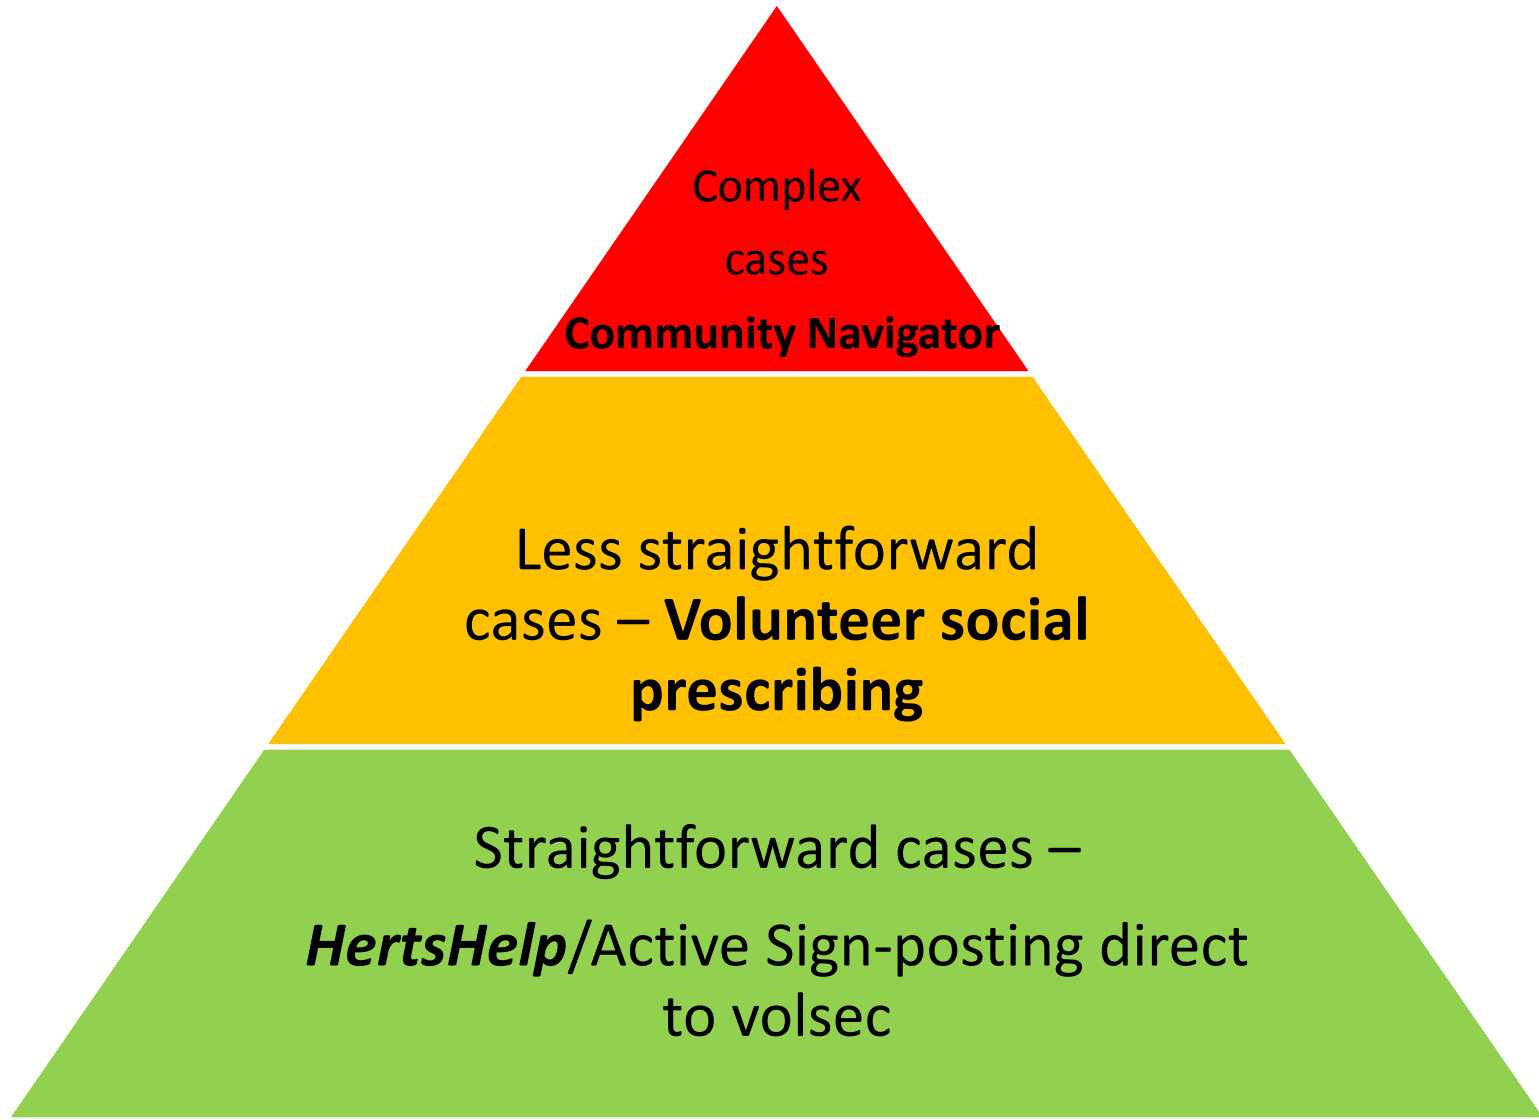 Complex
cases
Community Navigator
Less straightforward
cases – Volunteer social
prescribing
Straightforward cases –
HertsHelp/Active Sign-posting direct
to volsec